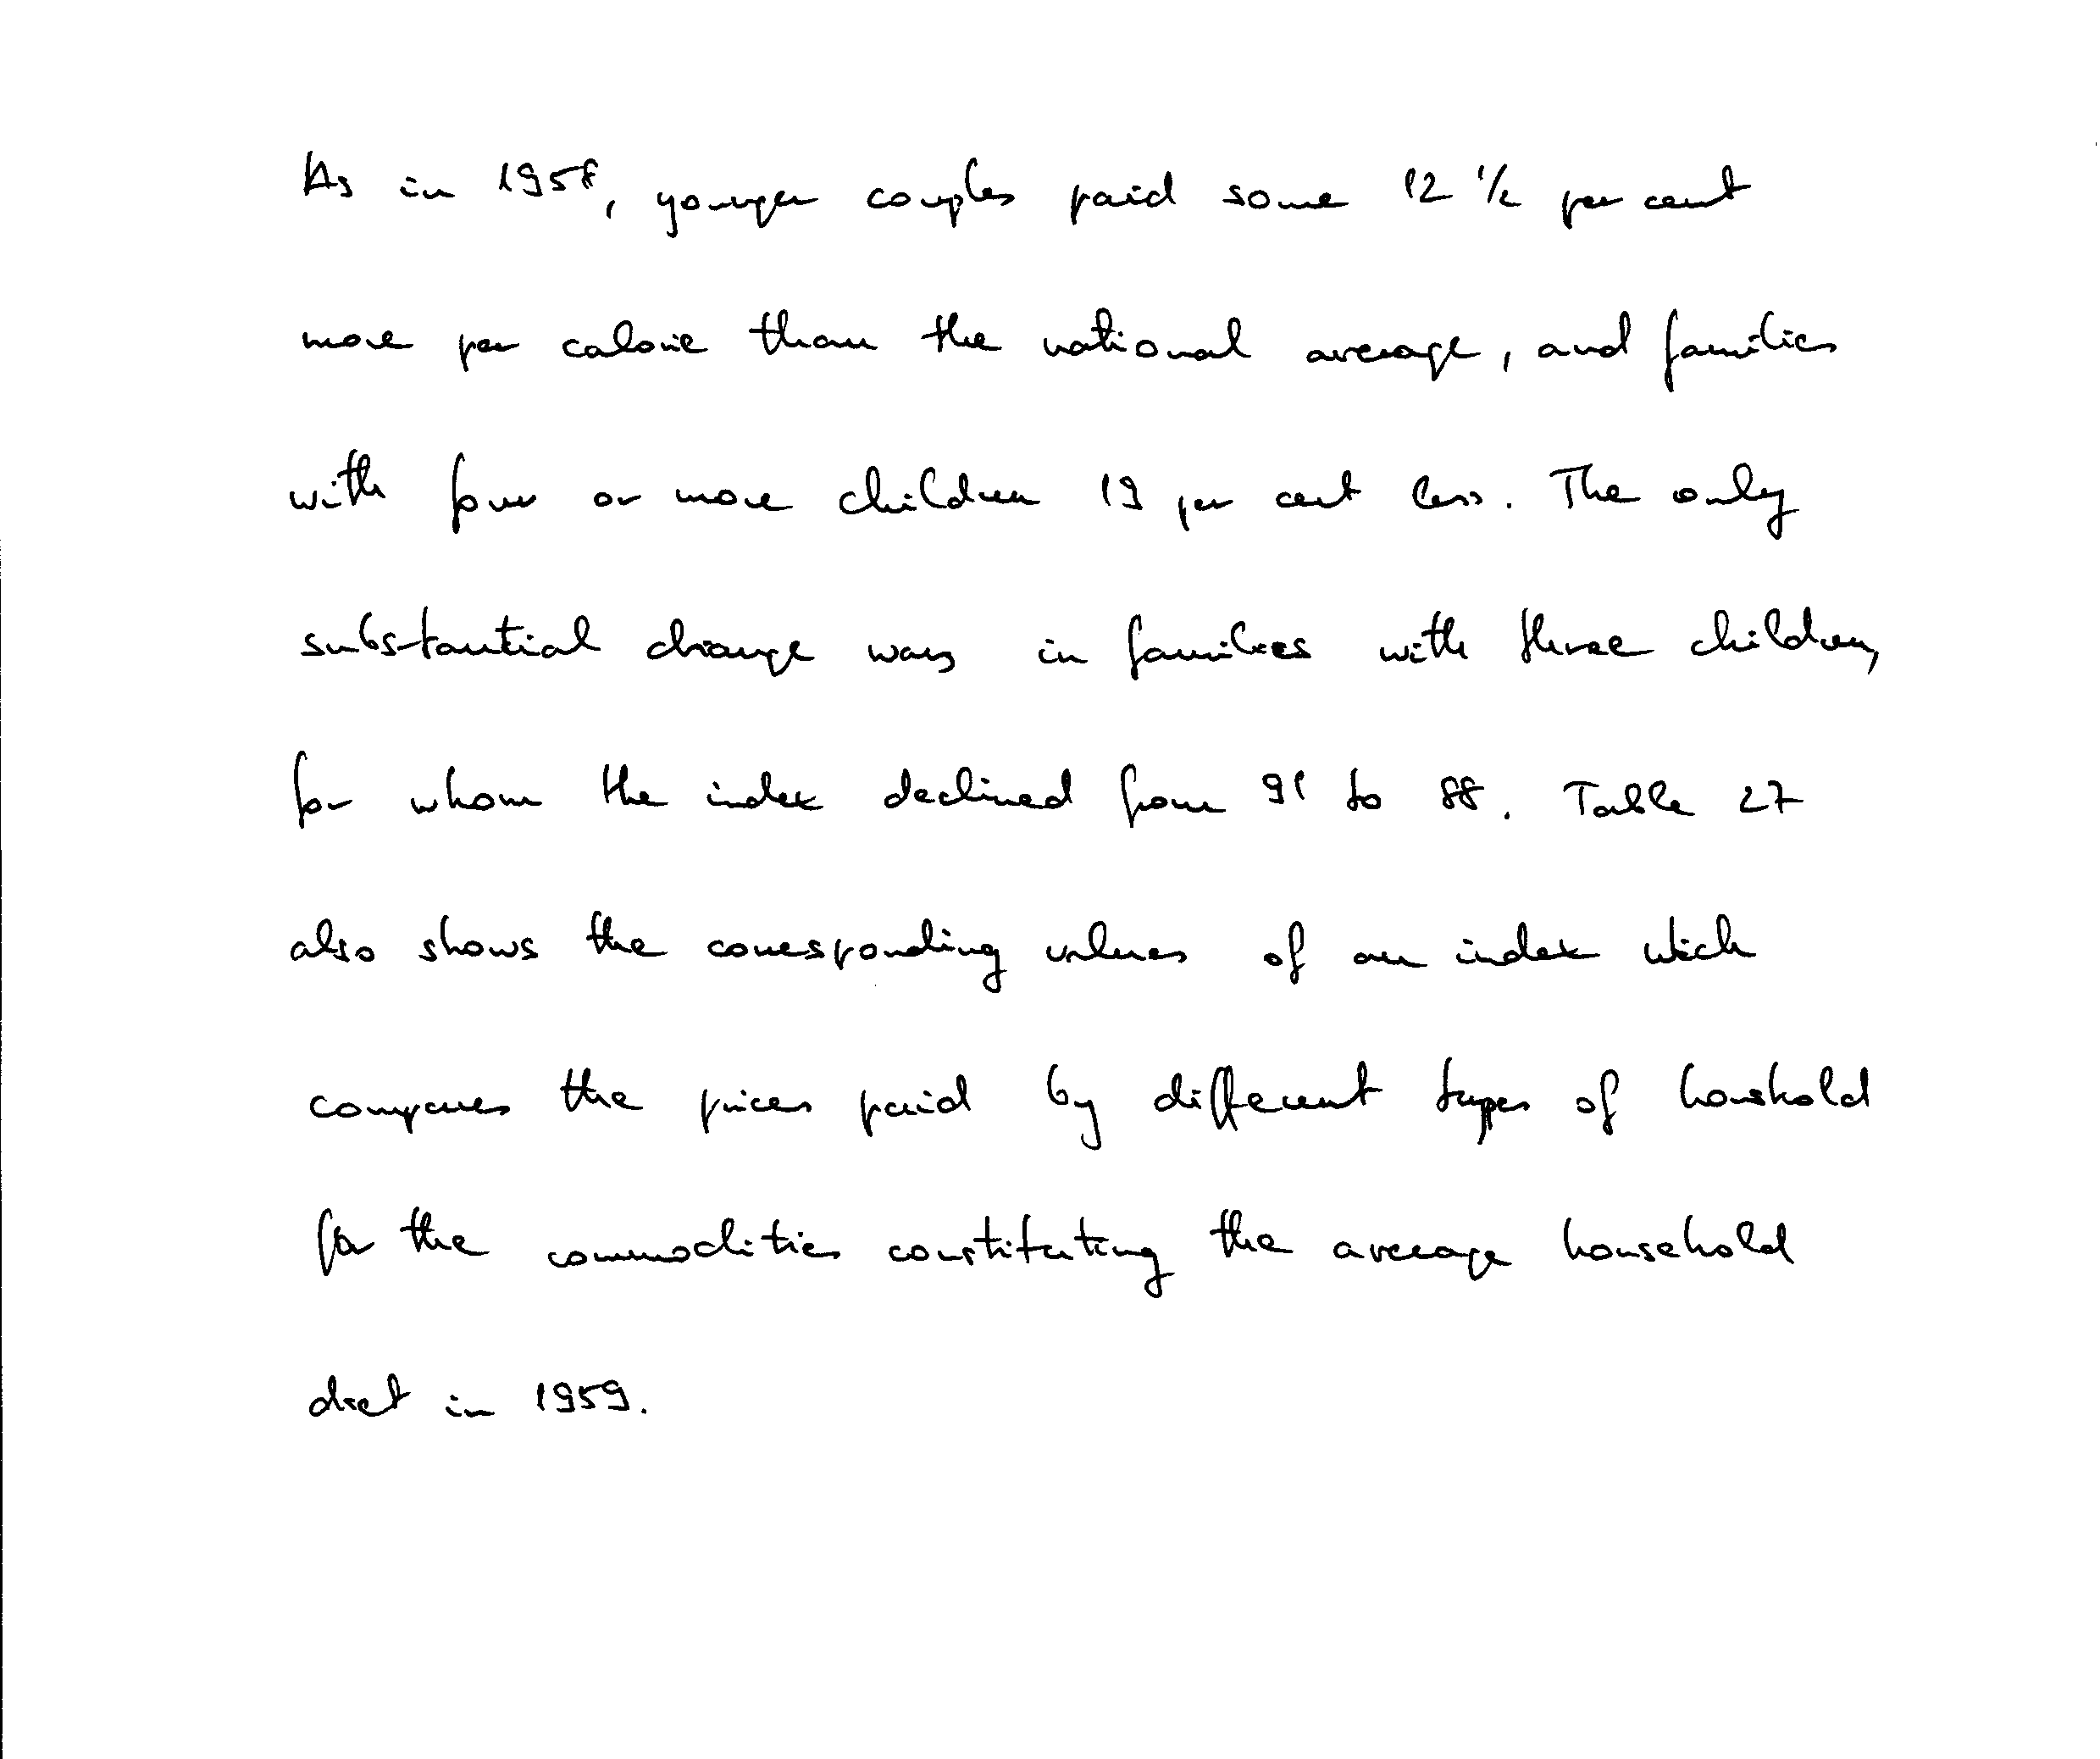 As in 1958, younger couples paid some 12 1/2 per cent
more per calorie than the national average, and families
with four or more children 19 per cent less. The only
substantial change was in families with three children,
for whom the index declined from 91 to 88. Table 27
also shows the corresponding values of an index which
compares the prices paid by different types of houshold
for the commodities constituting the average household
diet in 1959.